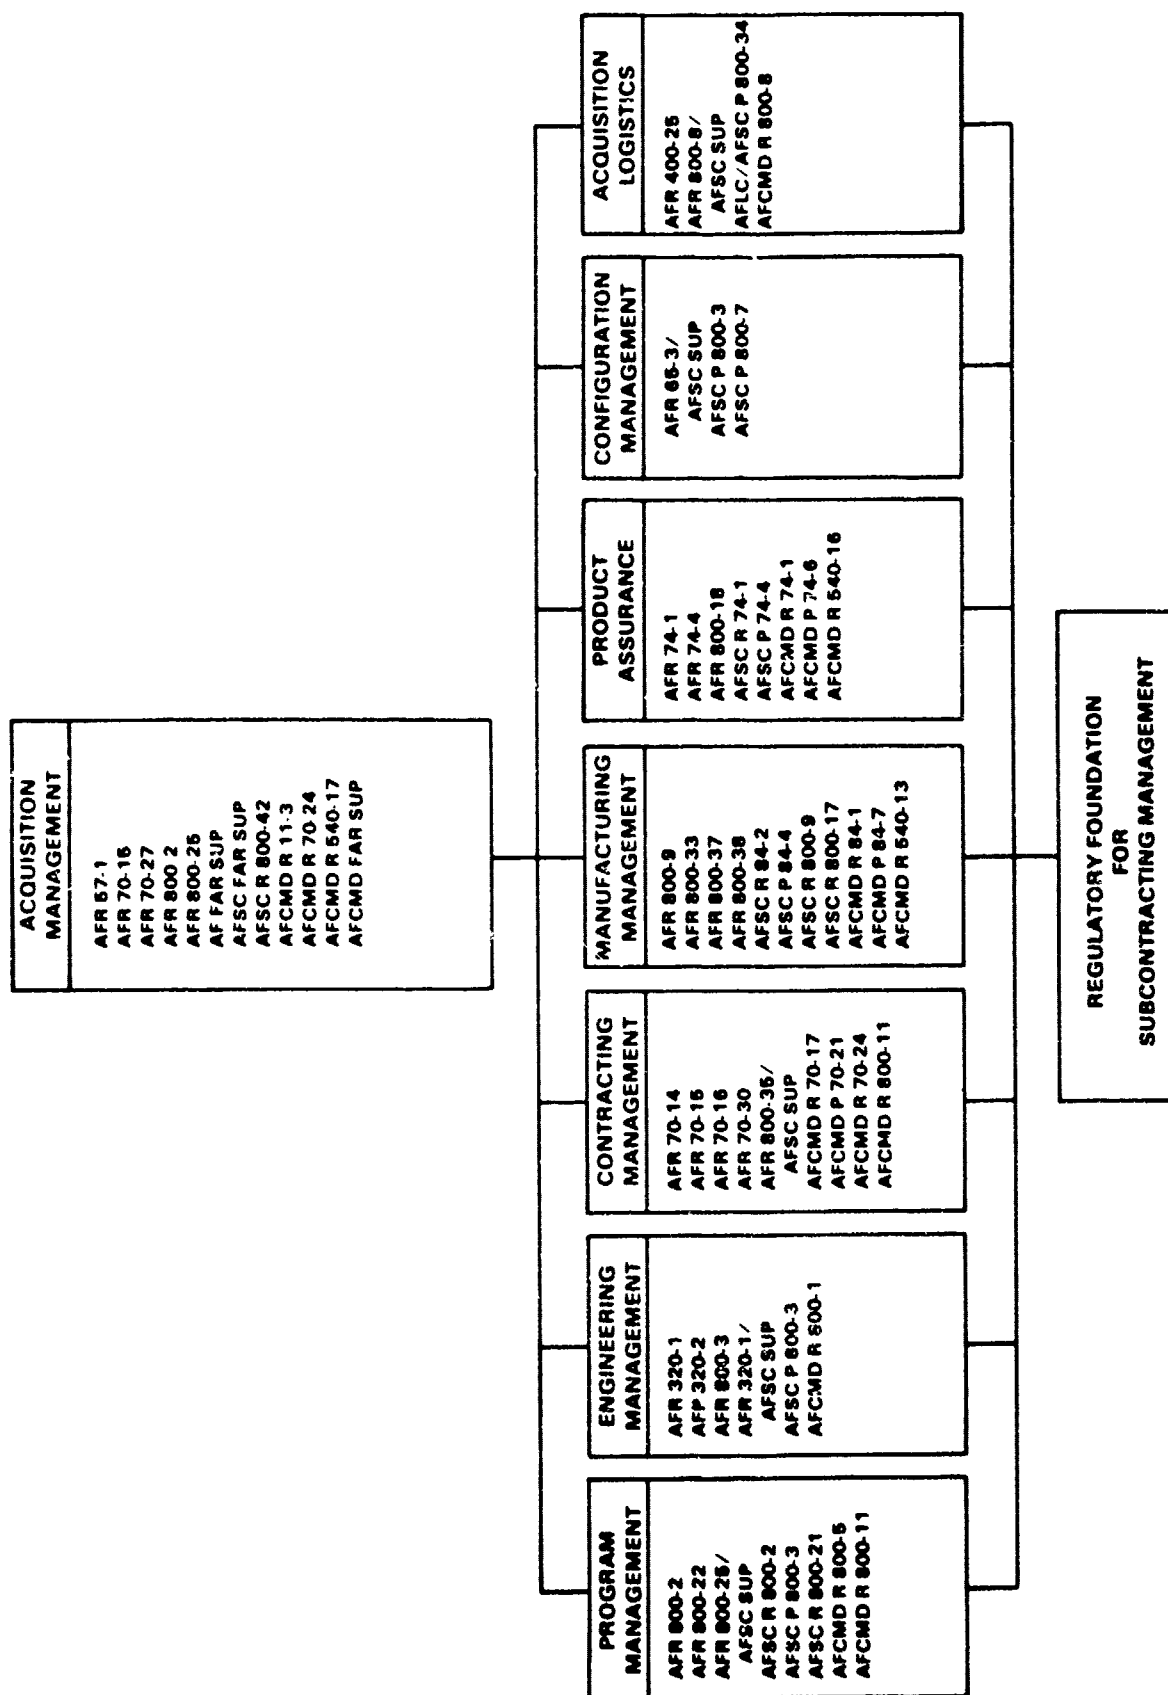 ACQUISITION
MANAGEMENT
AFR 57-1
AFR 70-15
AFR 70-27
AFR 800-2
AFR 800-25
AF FAR SUP
AFSC FAR SUP
AFSC R 800-42
AFCMD R 11-3
AFCMD R 70-24
AFCMD R 540-17
AFCMD FAR SUP
PROGRAM
MANAGEMENT
AFR 800-2
AFR 800-22
AFR 800-25/
AFSC SUP
AFSC R 800-2
AFSC P 800-3
AFSC R 800-21
AFCMD R 800-5
AFCMD R 800-11
ENGINEERING
MANAGEMENT
AFR 320-1
AFP 320-2
AFR 800-3
AFR 320-1/
AFSC SUP
AFSC P 800-3
AFCMD R 800-1
CONTRACTING
MANAGEMENT
AFR 70-14
AFR 70-15
AFR 70-16
AFR 70-30
AFR 800-35/
AFSC SUP
AFCMD R 70-17
AFCMD P 70-21
AFCMD R 70-24
AFCMD R 800-11
MANUFACTURING
MANAGEMENT
AFR 800-9
AFR 800-33
AFR 800-37
AFR 800-38
AFSC R 84-2
AFSC P 84-4
AFSC R 800-9
AFSC R 800-17
AFCMD R 84-1
AFCMD P 84-7
AFCMD R 540-13
PRODUCT
ASSURANCE
AFR 74-1
AFR 74-4
AFR 800-18
AFSC R 74-1
AFSC P 74-4
AFCMD R 74-1
AFCMD P 74-6
AFCMD R 540-16
CONFIGURATION
MANAGEMENT
AFR 65-3/
AFSC SUP
AFSC P 800-3
AFSC P 800-7
ACQUISITION
LOGISTICS
AFR 400-25
AFR 800-8/
AFSC SUP
AFLC/AFSC P 800-34
AFCMD R 800-8
REGULATORY FOUNDATION
FOR
SUBCONTRACTING MANAGEMENT